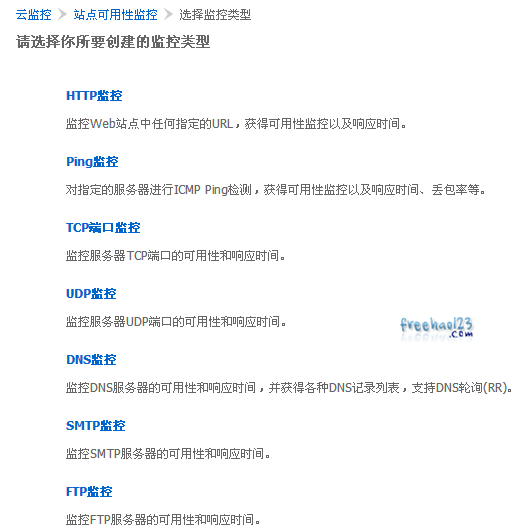 云监控 > 站点可用性监控 > 选择监控类型
请选择你所要创建的监控类型
HTTP监控
监控Web站点中任何指定的URL，获得可用性监控以及响应时间。
Ping监控
对指定的服务器进行ICMP Ping检测，获得可用性监控以及响应时间、丢包率等。
TCP端口监控
监控服务器TCP端口的可用性和响应时间。
UDP监控
监控服务器UDP端口的可用性和响应时间。
freehao123
.com
DNS监控
监控DNS服务器的可用性和响应时间，并获得各种DNS记录列表，支持DNS轮询(RR)。
SMTP监控
监控SMTP服务器的可用性和响应时间。
FTP监控
监控FTP服务器的可用性和响应时间。